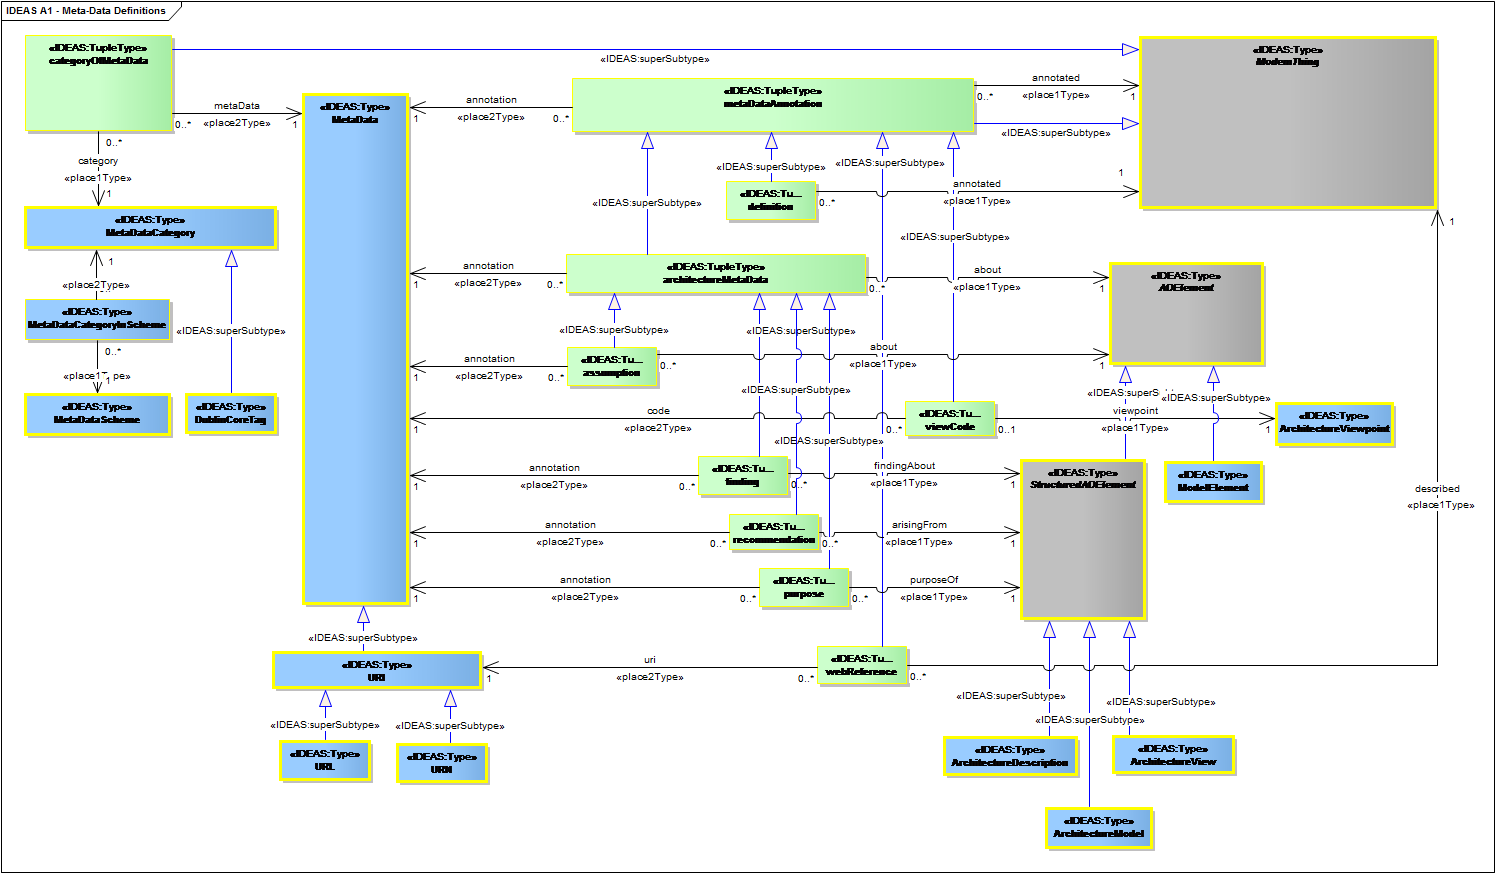 IDEAS A1 - Meta-Data Definitions
«IDEAS:TupleType»
categoryOfMetaData
«IDEAS:superSubtype»
«IDEAS:Type»
ModemThing
metaData
«place2Type»
0..*
1
0..*
category
«place1Type»
1
«IDEAS:Type»
MetaData
annotation
«place2Type»
1
0..*
«IDEAS:TupleType»
metaDataAnnotation
annotated
«place1Type»
0..*
1
«IDEAS:superSubtype»
«IDEAS:superSubtype»
«IDEAS:superSubtype»
«IDEAS:Tu...
definition
0..*
annotated
«place1Type»
1
«IDEAS:superSubtype»
«IDEAS:superSubtype»
«IDEAS:Type»
MetaDataCategory
1
«place2Type»
«IDEAS:Type»
MetaDataCategoryInScheme
«IDEAS:superSubtype»
0..*
«place1Type»
1
«IDEAS:Type»
MetaDataScheme
«IDEAS:Type»
DublinCoreTag
annotation
«place2Type»
1
0..*
«IDEAS:TupleType»
architectureMetaData
0..*
about
«place1Type»
1
«IDEAS:Type»
ADElement
«IDEAS:superSubtype»
«IDEAS:superSubtype»
annotation
«place2Type»
1
0..*
«IDEAS:Tu...
assumption
0..*
about
«place1Type»
1
«IDEAS:superSubtype»
«IDEAS:superSubtype»
code
«place2Type»
1
0..*
«IDEAS:Tu...
viewCode
0..1
viewpoint
«place1Type»
1
«IDEAS:Type»
ArchitectureViewpoint
«IDEAS:superSubtype»
annotation
«place2Type»
1
0..*
«IDEAS:Tu...
finding
0..*
findingAbout
«place1Type»
1
«IDEAS:Type»
StructuredADElement
«IDEAS:Type»
ModelElement
annotation
«place2Type»
1
0..*
«IDEAS:Tu...
recommendation
0..*
arisingFrom
«place1Type»
1
described
«place1Type»
1
annotation
«place2Type»
1
0..*
«IDEAS:Tu...
purpose
0..*
purposeOf
«place1Type»
1
«IDEAS:superSubtype»
«IDEAS:Type»
URI
uri
«place2Type»
1
0..*
«IDEAS:Tu...
webReference
0..*
«IDEAS:superSubtype»
«IDEAS:superSubtype»
«IDEAS:superSubtype»
«IDEAS:superSubtype»
«IDEAS:superSubtype»
«IDEAS:Type»
URL
«IDEAS:Type»
URN
«IDEAS:Type»
ArchitectureDescription
«IDEAS:Type»
ArchitectureView
«IDEAS:Type»
ArchitectureModel